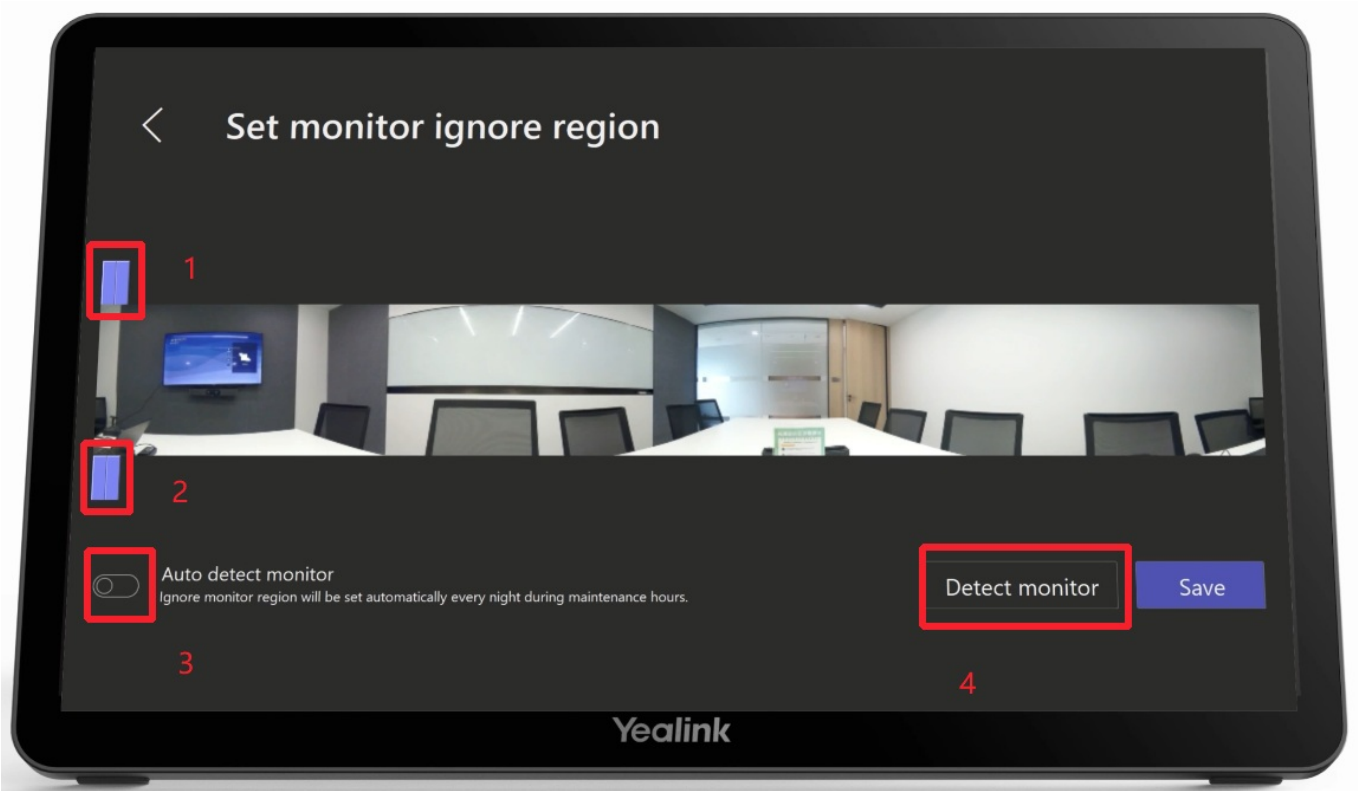 Set monitor ignore region
1
2
Auto detect monitor
Ignore monitor region will be set automatically every night during maintenance hours.
Detect monitor
Save
3
4
Yealink